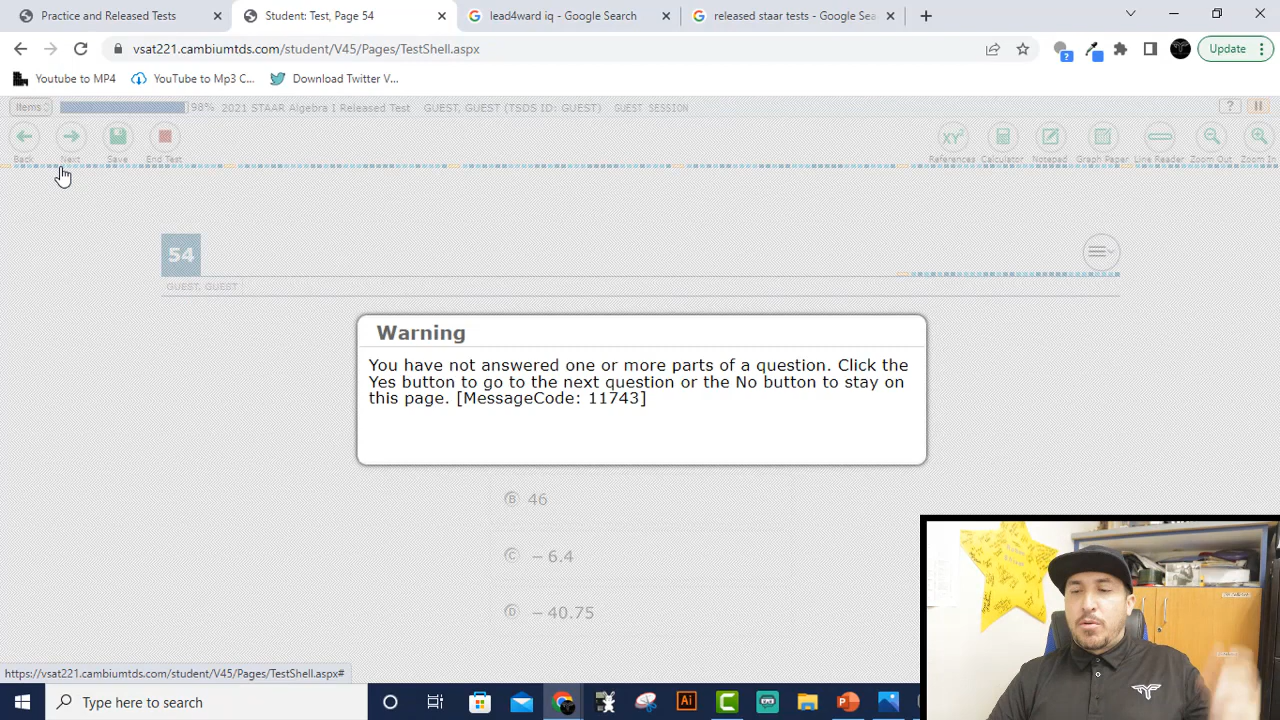 Practice and Released Tests
Student: Test, Page 54
lead4ward iq - Google Search
released staar tests - Google Sea
vsat221.cambiumtds.com/student/V45/Pages/TestShell.aspx
Update
Youtube to MP4
YouTube to Mp3 C...
Download Twitter V...
Items 98% 2021 STAAR Algebra I Released Test GUEST, GUEST (TSDS ID: GUEST) GUEST SESSION
Back Next Save End Test References Calculator Notepad Graph Paper Line Reader Zoom Out Zoom In
54
GUEST, GUEST
Warning
You have not answered one or more parts of a question. Click the
Yes button to go to the next question or the No button to stay on
this page. [MessageCode: 11743]
B 46
C − 6.4
D − 40.75
https://vsat221.cambiumtds.com/student/V45/Pages/TestShell.aspx#
Type here to search